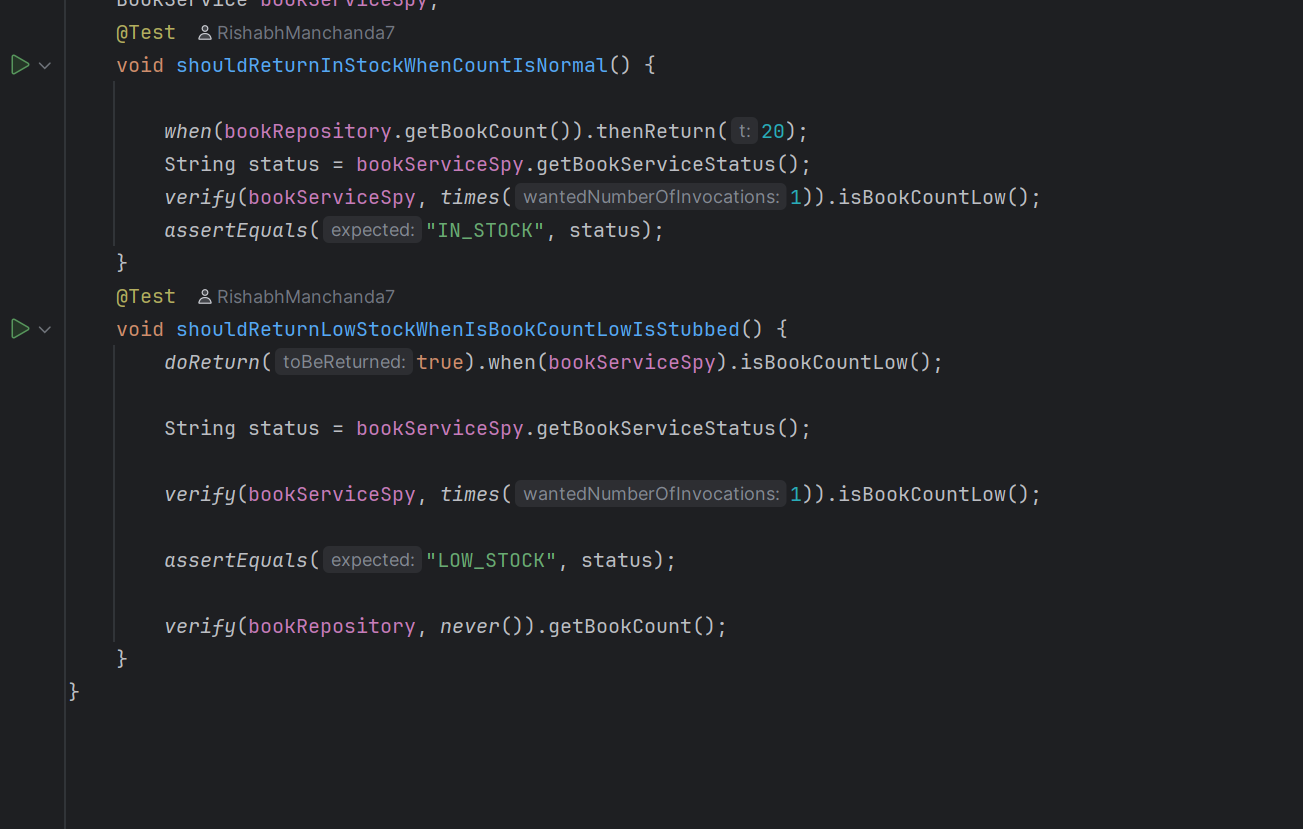 BookService bookServiceSpy;
@Test RishabhManchanda7
void shouldReturnInStockWhenCountIsNormal() {
when(bookRepository.getBookCount()).thenReturn( t: 20);
String status = bookServiceSpy.getBookServiceStatus();
verify(bookServiceSpy, times( wantedNumberOfInvocations: 1)).isBookCountLow();
assertEquals( expected: "IN_STOCK", status);
}
@Test RishabhManchanda7
void shouldReturnLowStockWhenIsBookCountLowIsStubbed() {
doReturn( toBeReturned: true).when(bookServiceSpy).isBookCountLow();
String status = bookServiceSpy.getBookServiceStatus();
verify(bookServiceSpy, times( wantedNumberOfInvocations: 1)).isBookCountLow();
assertEquals( expected: "LOW_STOCK", status);
verify(bookRepository, never()).getBookCount();
}
}